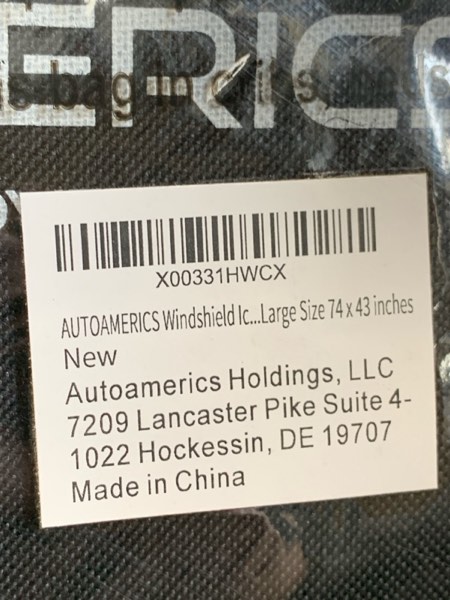 ERICS
X00331HWCX
AUTOAMERICS Windshield Ic...Large Size 74 x 43 inches
New
Autoamerics Holdings, LLC
7209 Lancaster Pike Suite 4-
1022 Hockessin, DE 19707
Made in China